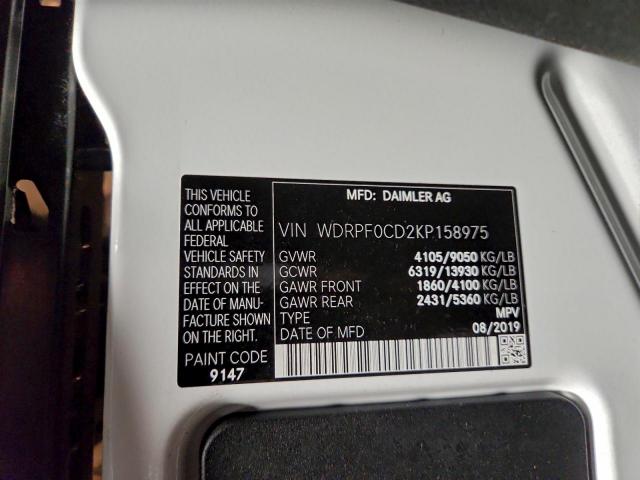 THIS VEHICLE
CONFORMS TO
ALL APPLICABLE
FEDERAL
VEHICLE SAFETY
STANDARDS IN
EFFECT ON THE
DATE OF MANU-
FACTURE SHOWN
ON THE RIGHT.
PAINT CODE
9147
MFD: DAIMLER AG
VIN WDRPF0CD2KP158975
GVWR 4105/9050 KG/LB
GCWR 6319/13930 KG/LB
GAWR FRONT 1860/4100 KG/LB
GAWR REAR 2431/5360 KG/LB
TYPE MPV
DATE OF MFD 08/2019